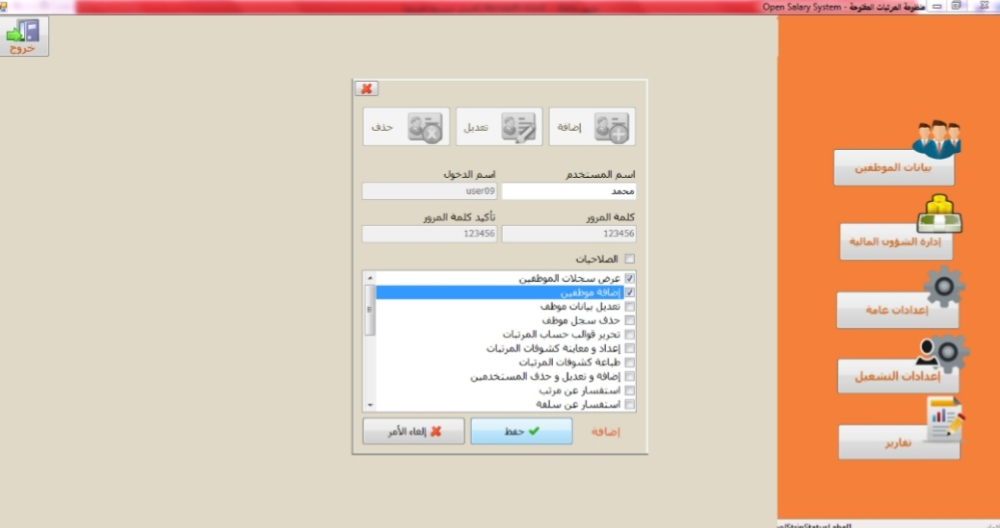 Open Salary System - منظومة المرتبات المفتوحة
خروج
إضافة
تعديل
حذف
اسم المستخدم
اسم الدخول
محمد
user09
كلمة المرور
تأكيد كلمة المرور
123456
123456
الصلاحيات
عرض سجلات الموظفين
إضافة موظفين
تعديل بيانات موظف
حذف سجل موظف
تحرير قوالب حساب المرتبات
إعداد و معاينة كشوفات المرتبات
طباعة كشوفات المرتبات
إضافة و تعديل و حذف المستخدمين
استفسار عن مرتب
استفسار عن سلفة
إضافة
حفظ
إلغاء الأمر
بيانات الموظفين
إدارة الشؤون المالية
إعدادات عامة
إعدادات التشغيل
تقارير